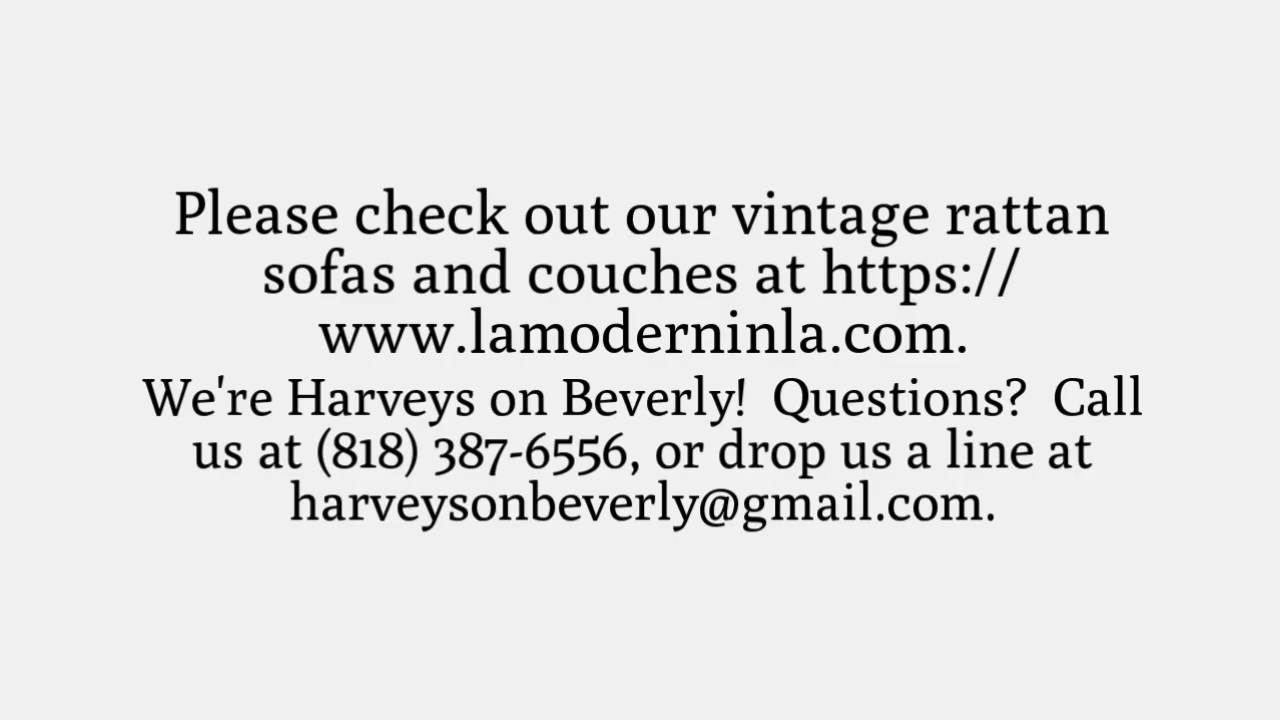 Please check out our vintage rattan
sofas and couches at https://
www.lamoderninla.com.
We're Harveys on Beverly!  Questions?  Call
us at (818) 387-6556, or drop us a line at
harveysonbeverly@gmail.com.